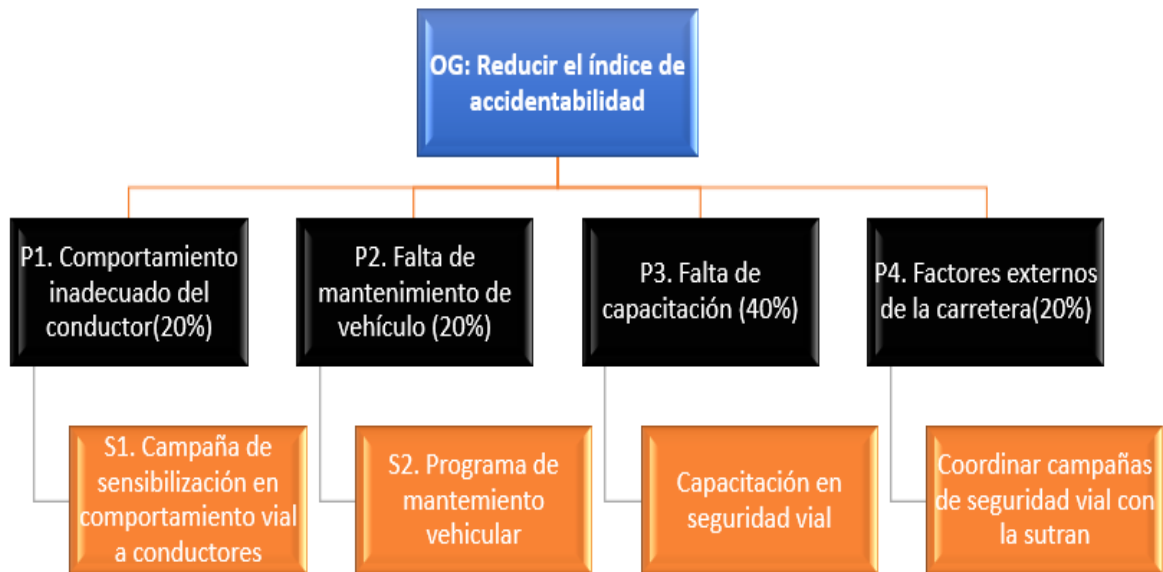 OG: Reducir el índice de
accidentabilidad
P1. Comportamiento
inadecuado del
conductor(20%)
P2. Falta de
mantenimiento de
vehículo (20%)
P3. Falta de
capacitación (40%)
P4. Factores externos
de la carretera(20%)
S1. Campaña de
sensibilización en
comportamiento vial
a conductores
S2. Programa de
mantemiento
vehicular
Capacitación en
seguridad vial
Coordinar campañas
de seguridad vial con
la sutran